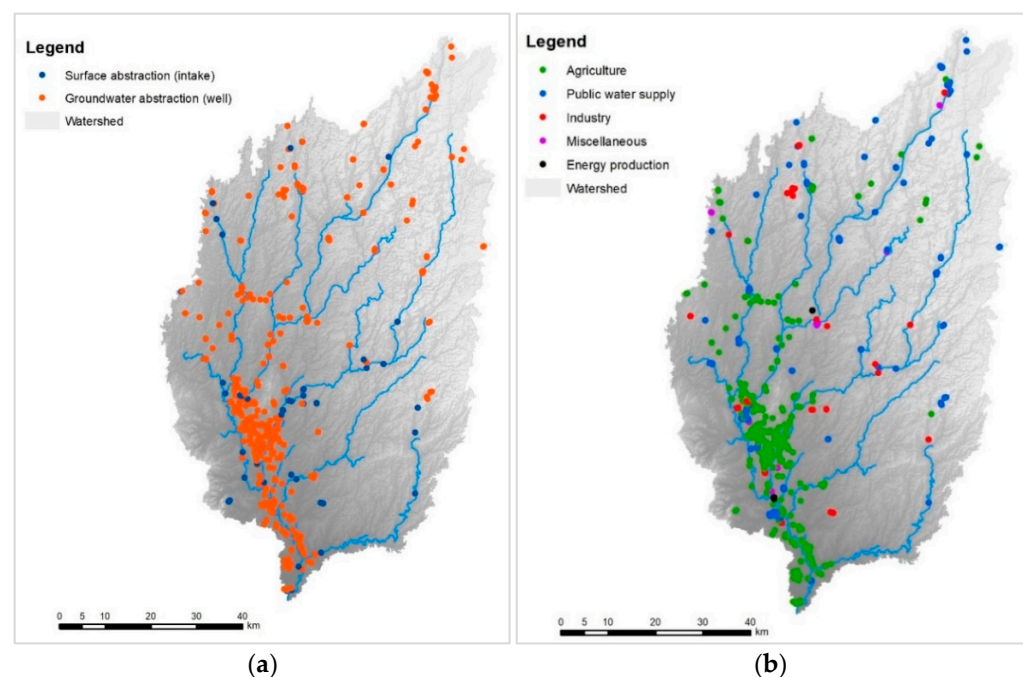 Legend
Surface abstraction (intake)
Groundwater abstraction (well)
Watershed
0 5 10 20 30 40
km
(a)
Legend
Agriculture
Public water supply
Industry
Miscellaneous
Energy production
Watershed
0 5 10 20 30 40
km
(b)